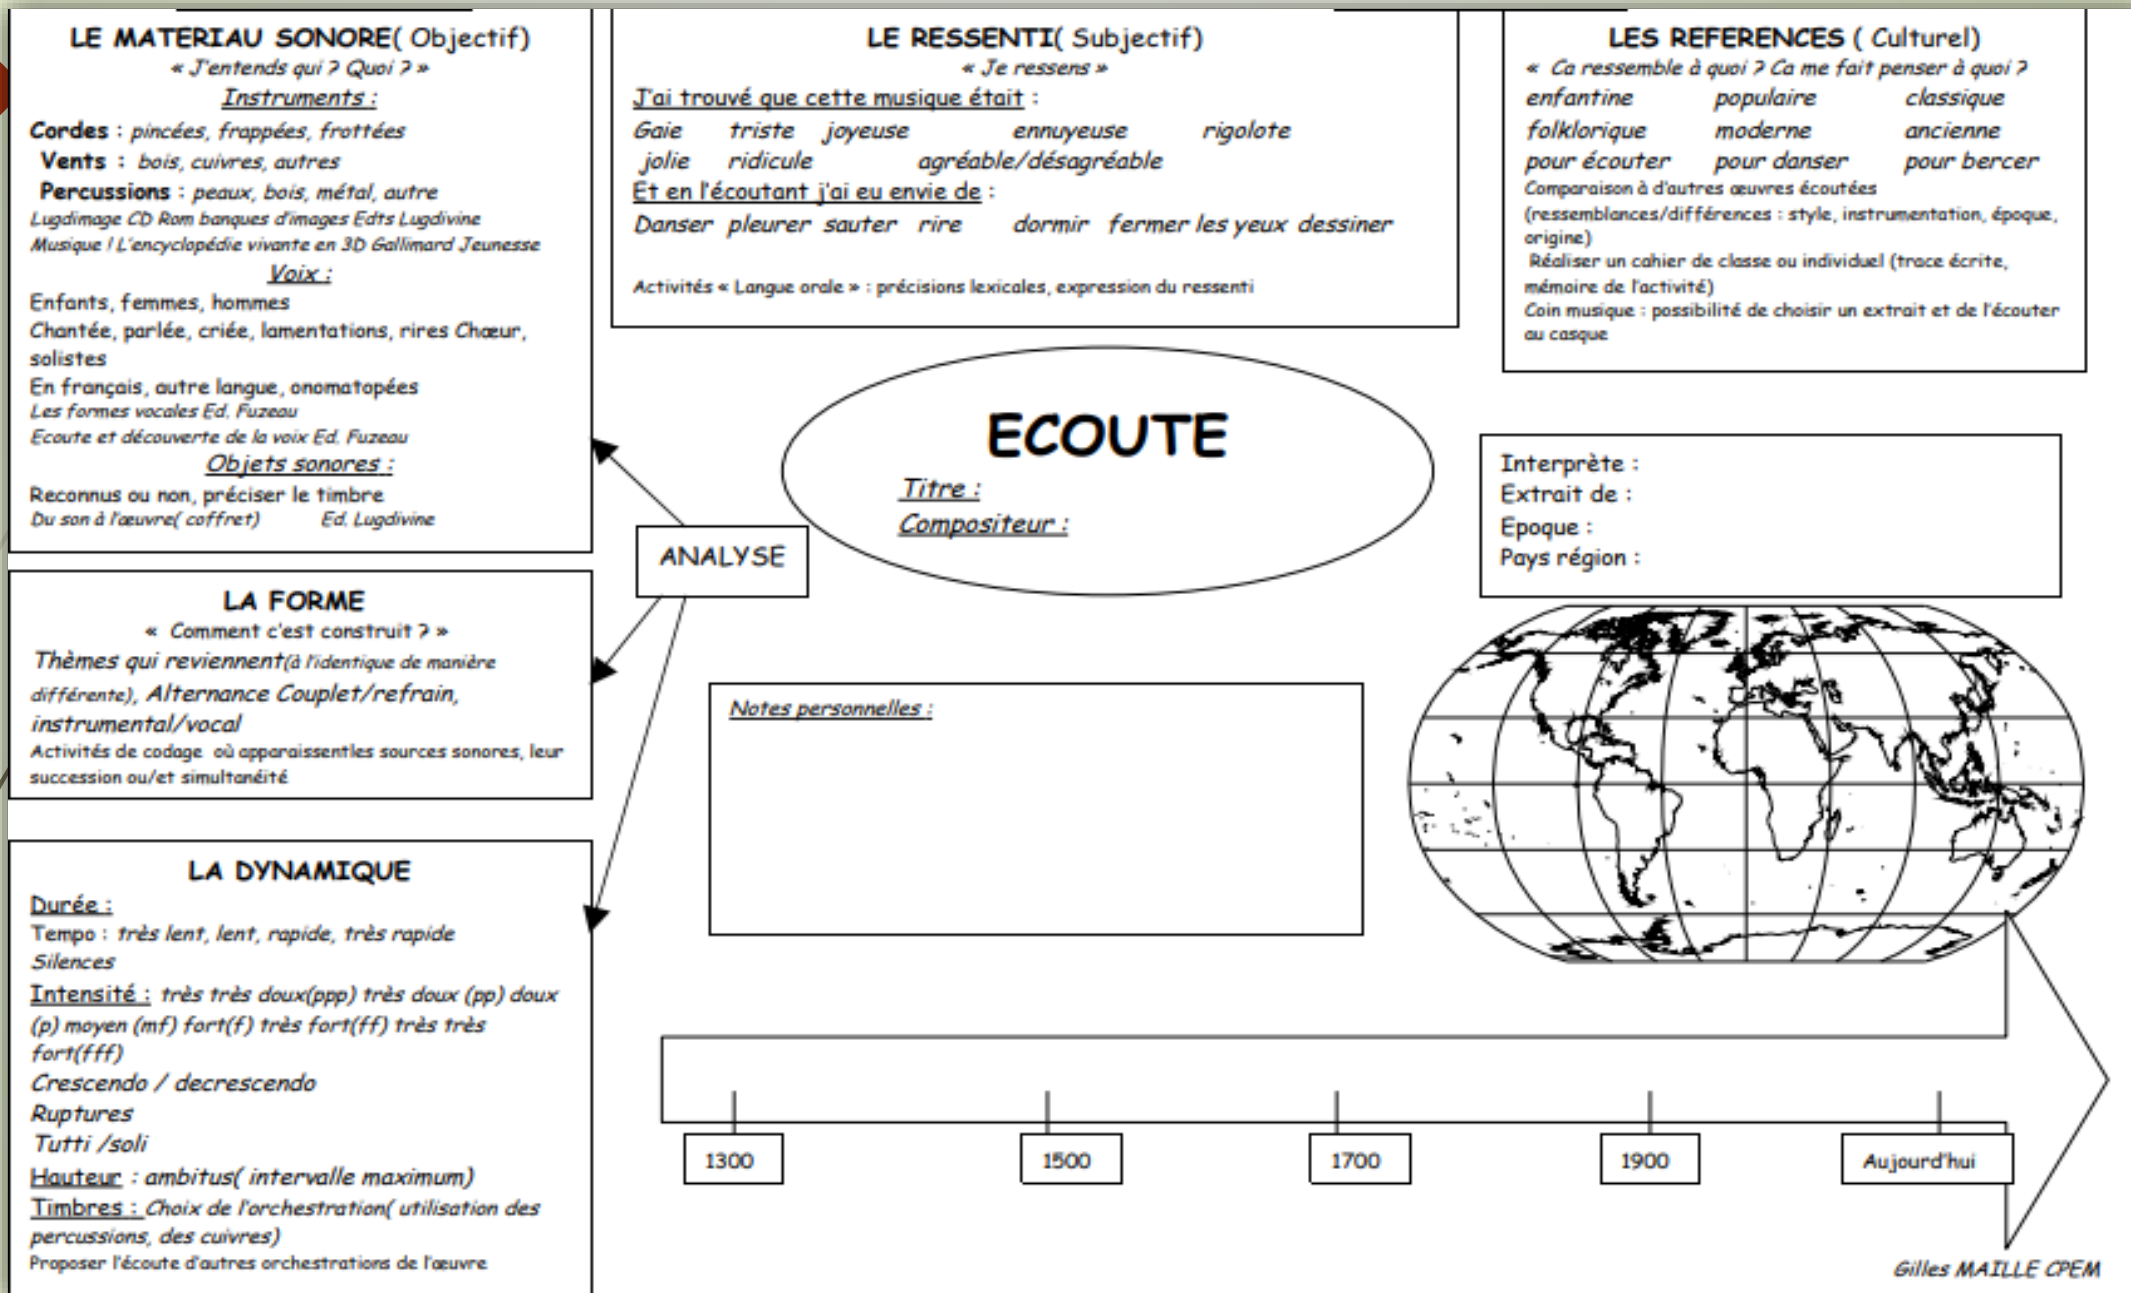 LE MATERIAU SONORE( Objectif)
« J'entends qui ? Quoi ? »
Instruments :
Cordes : pincées, frappées, frottées
Vents : bois, cuivres, autres
Percussions : peaux, bois, métal, autre
Lugdimage CD Rom banques d'images Edts Lugdivine
Musique ! L'encyclopédie vivante en 3D Gallimard Jeunesse
Voix :
Enfants, femmes, hommes
Chantée, parlée, criée, lamentations, rires Chœur,
solistes
En français, autre langue, onomatopées
Les formes vocales Ed. Fuzeau
Ecoute et découverte de la voix Ed. Fuzeau
Objets sonores :
Reconnus ou non, préciser le timbre
Du son à l'œuvre( coffret) Ed. Lugdivine
LE RESSENTI( Subjectif)
« Je ressens »
J'ai trouvé que cette musique était :
Gaie triste joyeuse ennuyeuse rigolote
jolie ridicule agréable/désagréable
Et en l'écoutant j'ai eu envie de :
Danser pleurer sauter rire dormir fermer les yeux dessiner
Activités « Langue orale » : précisions lexicales, expression du ressenti
LES REFERENCES ( Culturel)
« Ca ressemble à quoi ? Ca me fait penser à quoi ?
enfantine populaire classique
folklorique moderne ancienne
pour écouter pour danser pour bercer
Comparaison à d'autres œuvres écoutées
(ressemblances/différences : style, instrumentation, époque,
origine)
Réaliser un cahier de classe ou individuel (trace écrite,
mémoire de l'activité)
Coin musique : possibilité de choisir un extrait et de l'écouter
au casque
ECOUTE
Titre :
Compositeur :
Interprète :
Extrait de :
Epoque :
Pays région :
ANALYSE
LA FORME
« Comment c'est construit ? »
Thèmes qui reviennent(à l'identique de manière
différente), Alternance Couplet/refrain,
instrumental/vocal
Activités de codage où apparaissentles sources sonores, leur
succession ou/et simultanéité
Notes personnelles :
LA DYNAMIQUE
Durée :
Tempo : très lent, lent, rapide, très rapide
Silences
Intensité : très très doux(ppp) très doux (pp) doux
(p) moyen (mf) fort(f) très fort(ff) très très
fort(fff)
Crescendo / decrescendo
Ruptures
Tutti /soli
Hauteur : ambitus( intervalle maximum)
Timbres : Choix de l'orchestration( utilisation des
percussions, des cuivres)
Proposer l'écoute d'autres orchestrations de l'œuvre
1300 1500 1700 1900 Aujourd'hui
Gilles MAILLE CPEM